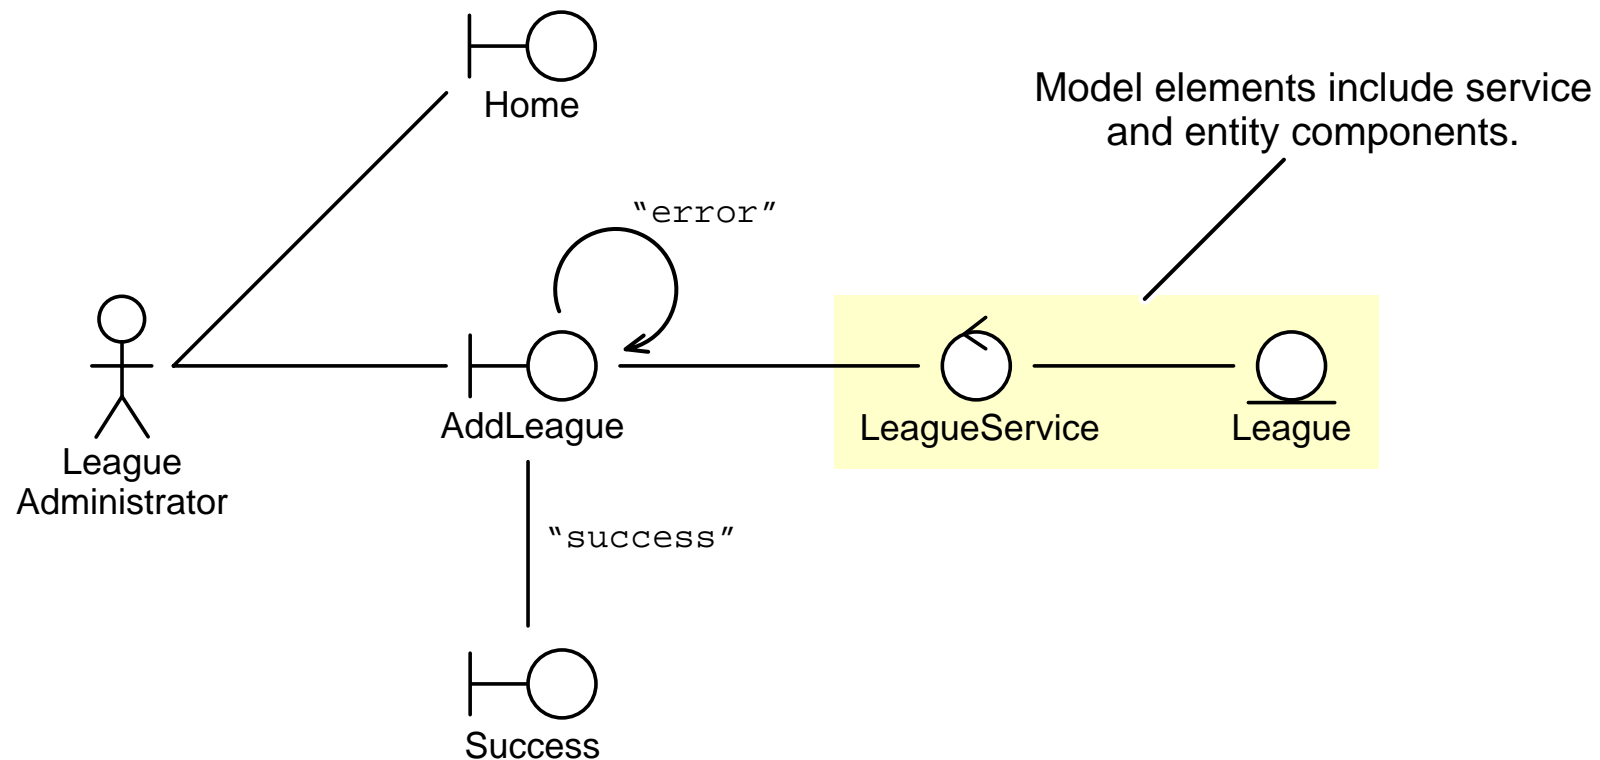 Home
Model elements include service
and entity components.
“error”
AddLeague
LeagueService
League
League
Administrator
“success”
Success